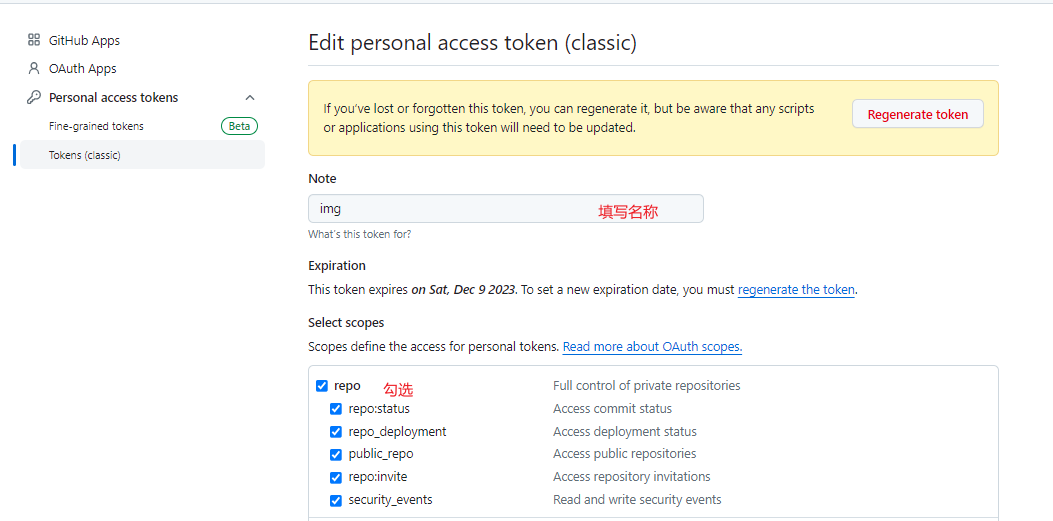 GitHub Apps
OAuth Apps
Personal access tokens
Fine-grained tokens Beta
Tokens (classic)
Edit personal access token (classic)
If you've lost or forgotten this token, you can regenerate it, but be aware that any scripts
or applications using this token will need to be updated.
Regenerate token
Note
img 填写名称
What's this token for?
Expiration
This token expires on Sat, Dec 9 2023. To set a new expiration date, you must regenerate the token.
Select scopes
Scopes define the access for personal tokens. Read more about OAuth scopes.
repo 勾选 Full control of private repositories
repo:status Access commit status
repo_deployment Access deployment status
public_repo Access public repositories
repo:invite Access repository invitations
security_events Read and write security events